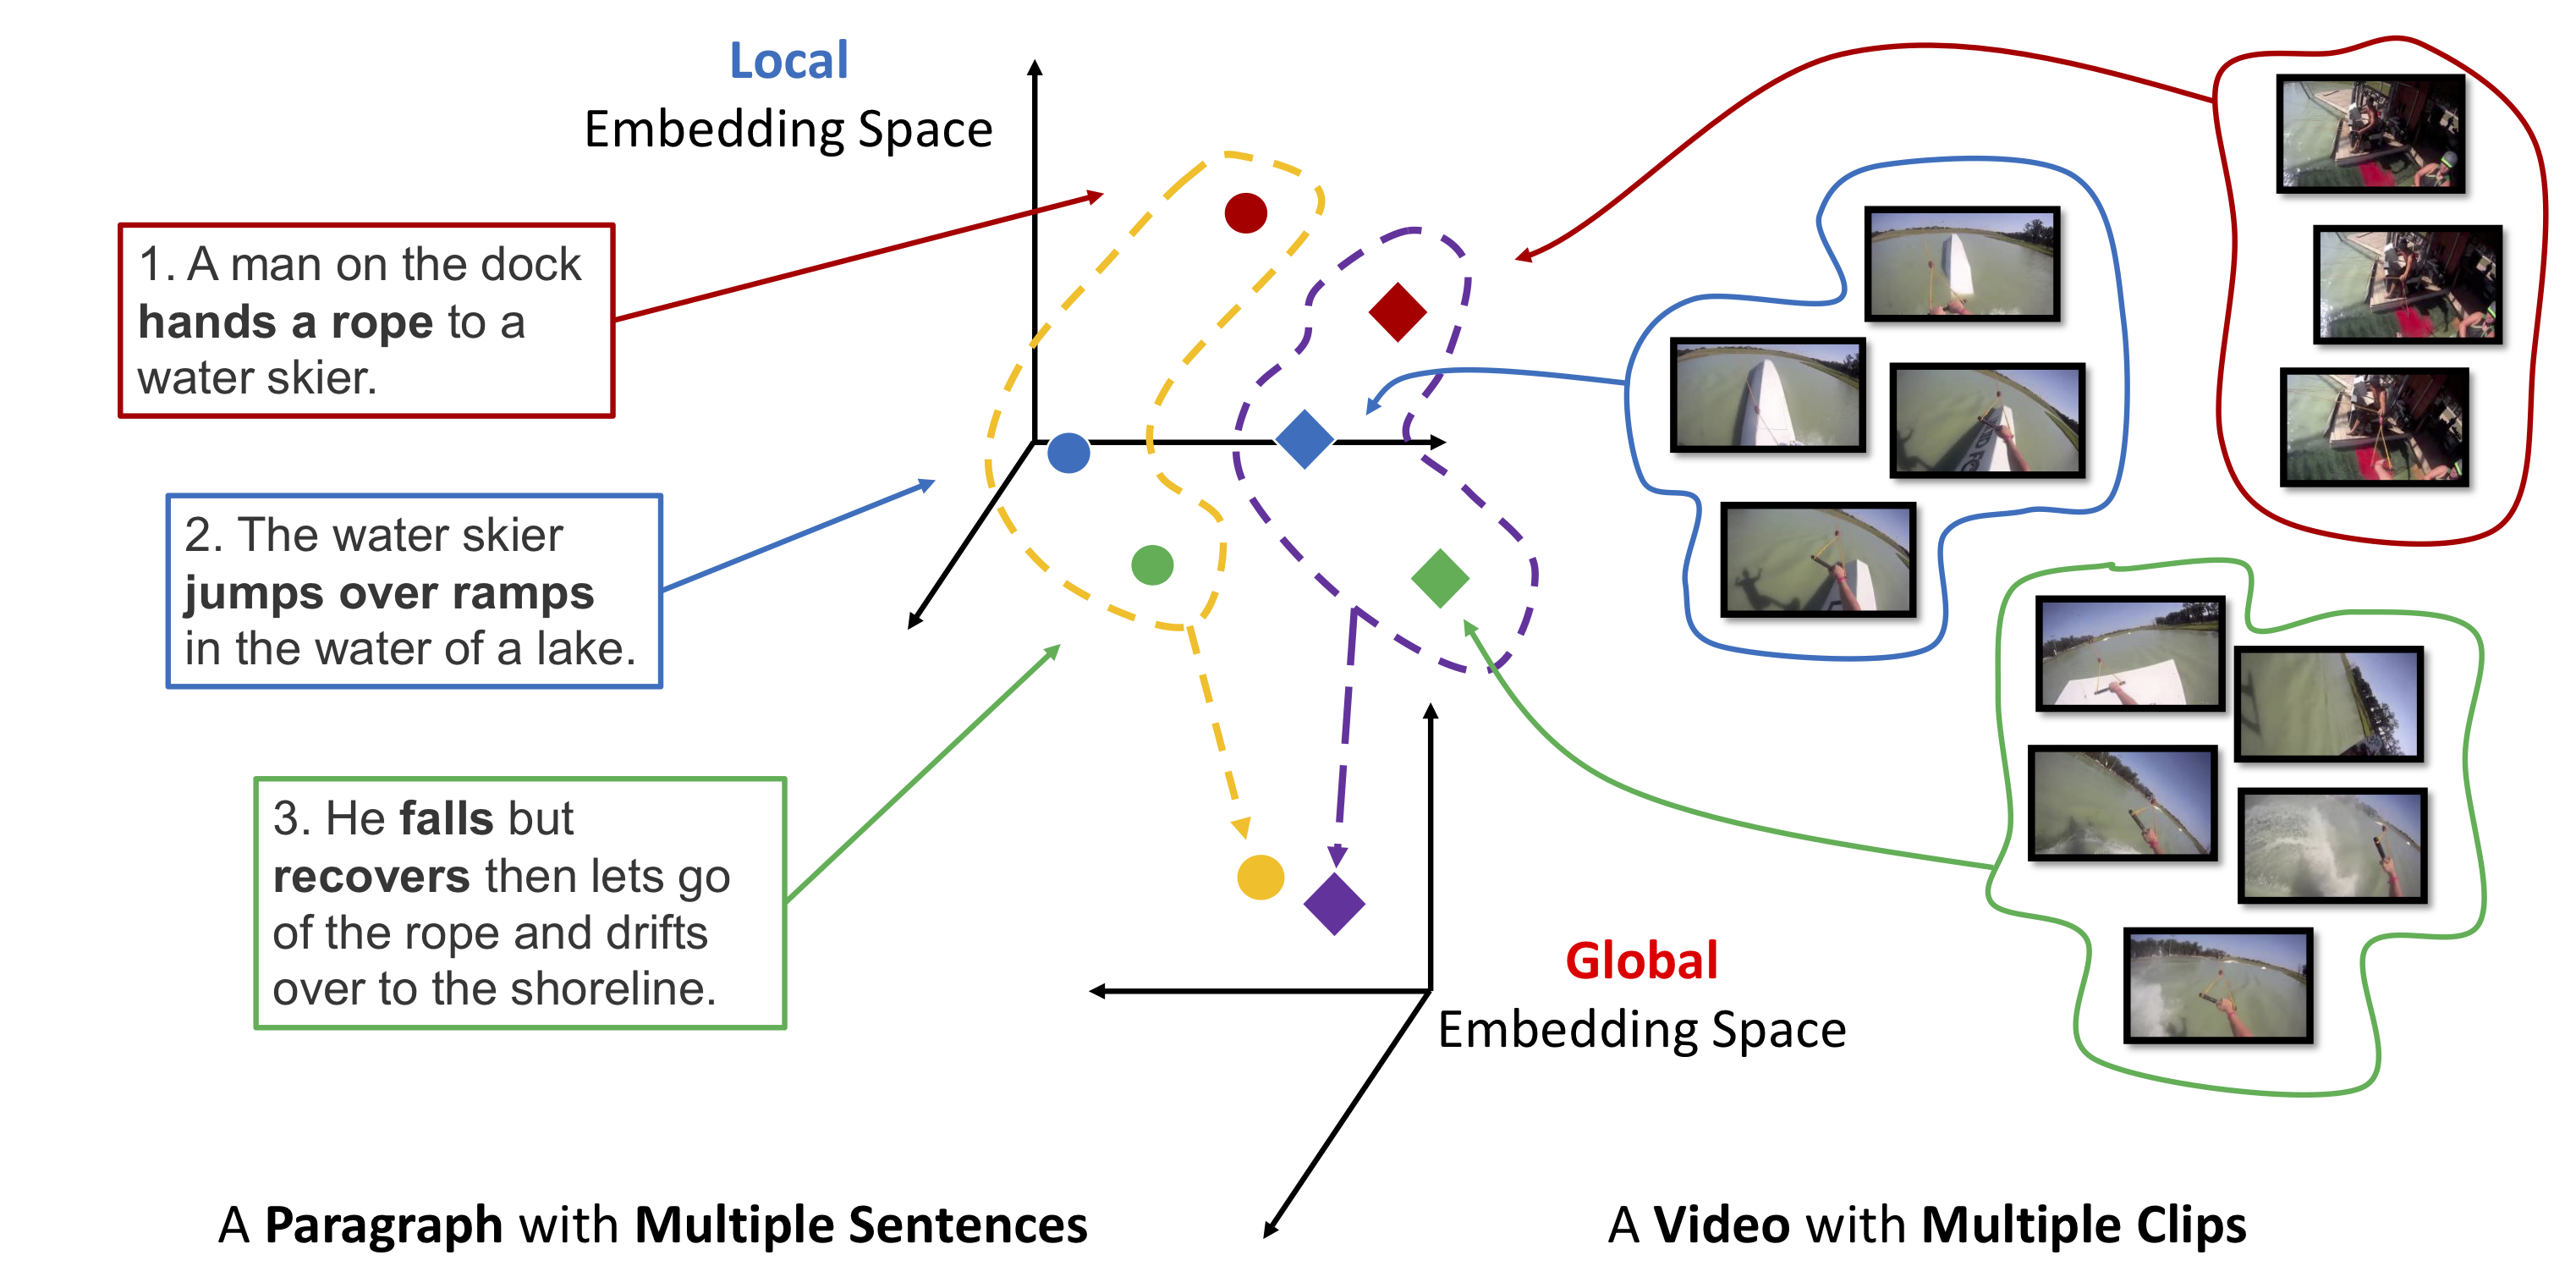 Local
Embedding Space
1. A man on the dock
hands a rope to a
water skier.
2. The water skier
jumps over ramps
in the water of a lake.
3. He falls but
recovers then lets go
of the rope and drifts
over to the shoreline.
Global
Embedding Space
A Paragraph with Multiple Sentences
A Video with Multiple Clips